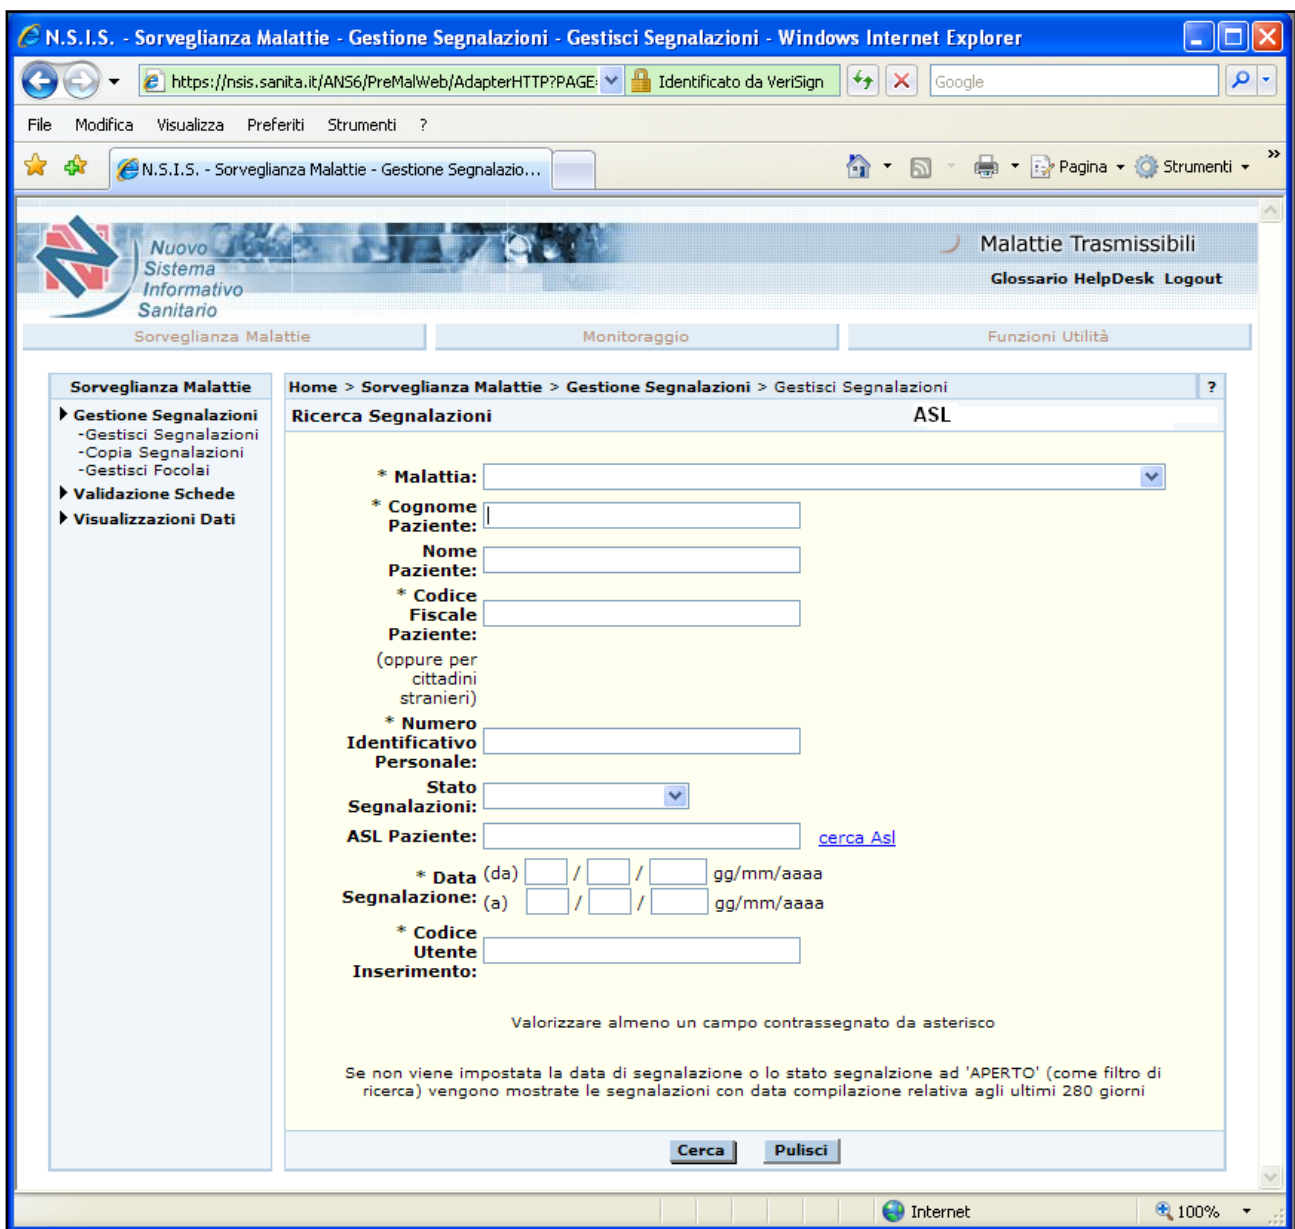 N.S.I.S. - Sorveglianza Malattie - Gestione Segnalazioni - Gestisci Segnalazioni - Windows Internet Explorer
https://nsis.sanita.it/ANS6/PreMalWeb/AdapterHTTP?PAGE= Identificato da VeriSign Google
File Modifica Visualizza Preferiti Strumenti ?
N.S.I.S. - Sorveglianza Malattie - Gestione Segnalazio... Pagina Strumenti »
Nuovo
Sistema
Informativo
Sanitario
Malattie Trasmissibili
Glossario HelpDesk Logout
Sorveglianza Malattie Monitoraggio Funzioni Utilità
Sorveglianza Malattie
Gestione Segnalazioni
-Gestisci Segnalazioni
-Copia Segnalazioni
-Gestisci Focolai
Validazione Schede
Visualizzazioni Dati
Home > Sorveglianza Malattie > Gestione Segnalazioni > Gestisci Segnalazioni ?
Ricerca Segnalazioni ASL
* Malattia:
* Cognome
Paziente:
Nome
Paziente:
* Codice
Fiscale
Paziente:
(oppure per
cittadini
stranieri)
* Numero
Identificativo
Personale:
Stato
Segnalazioni:
ASL Paziente: cerca Asl
* Data (da) / / gg/mm/aaaa
Segnalazione: (a) / / gg/mm/aaaa
* Codice
Utente
Inserimento:
Valorizzare almeno un campo contrassegnato da asterisco
Se non viene impostata la data di segnalazione o lo stato segnalzione ad 'APERTO' (come filtro di
ricerca) vengono mostrate le segnalazioni con data compilazione relativa agli ultimi 280 giorni
Cerca Pulisci
Internet 100%